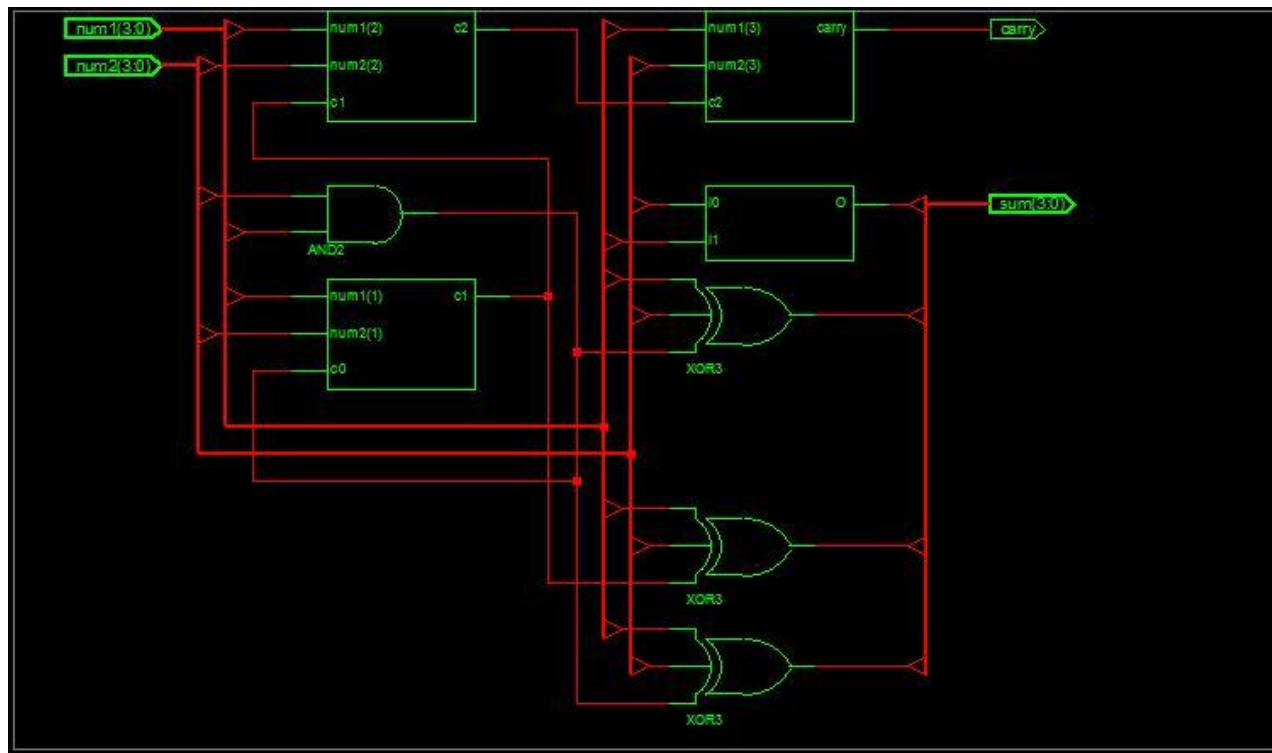 num1(3:0)
num2(3:0)
num1(2)
c2
num2(2)
c1
AND2
num1(1)
c1
num2(1)
c0
num1(3)
carry
num2(3)
c2
carry
I0
O
I1
sum(3:0)
XOR3
XOR3
XOR3